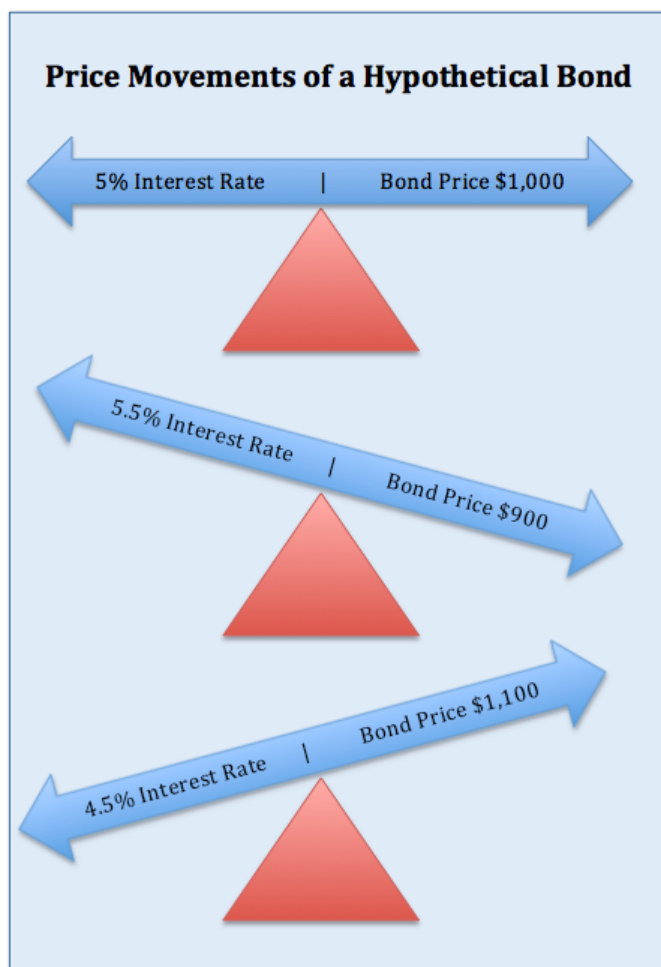 Price Movements of a Hypothetical Bond
5% Interest Rate | Bond Price $1,000
5.5% Interest Rate | Bond Price $900
4.5% Interest Rate | Bond Price $1,100